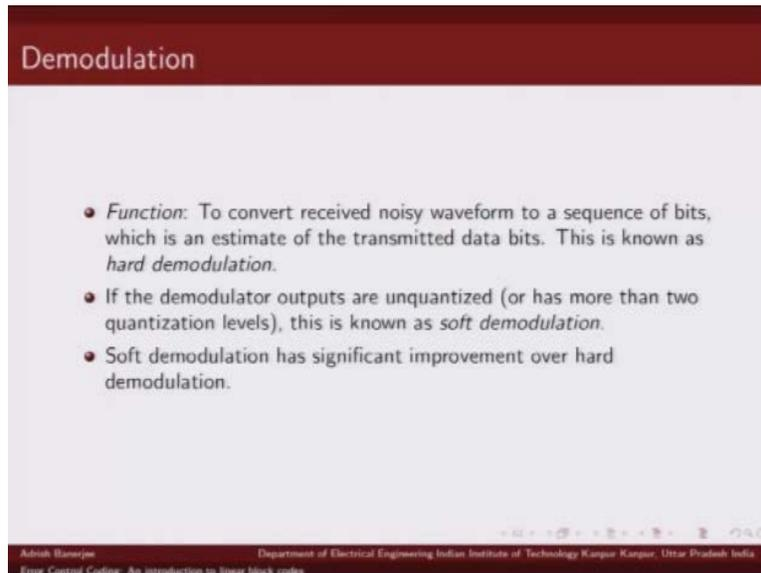 Demodulation
Function: To convert received noisy waveform to a sequence of bits,
which is an estimate of the transmitted data bits. This is known as
hard demodulation.
If the demodulator outputs are unquantized (or has more than two
quantization levels), this is known as soft demodulation.
Soft demodulation has significant improvement over hard
demodulation.
Adrish Banerjee Department of Electrical Engineering Indian Institute of Technology Kanpur Kanpur, Uttar Pradesh India
Error Control Coding: An introduction to linear block codes